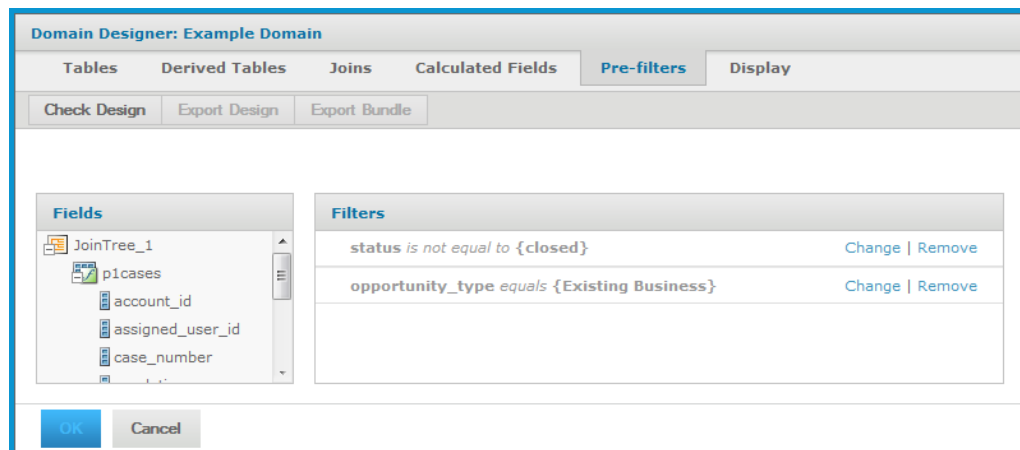 Domain Designer: Example Domain
Tables Derived Tables Joins Calculated Fields Pre-filters Display
Check Design Export Design Export Bundle
Fields
JoinTree_1
p1cases
account_id
assigned_user_id
case_number
Filters
status is not equal to {closed} Change | Remove
opportunity_type equals {Existing Business} Change | Remove
OK Cancel